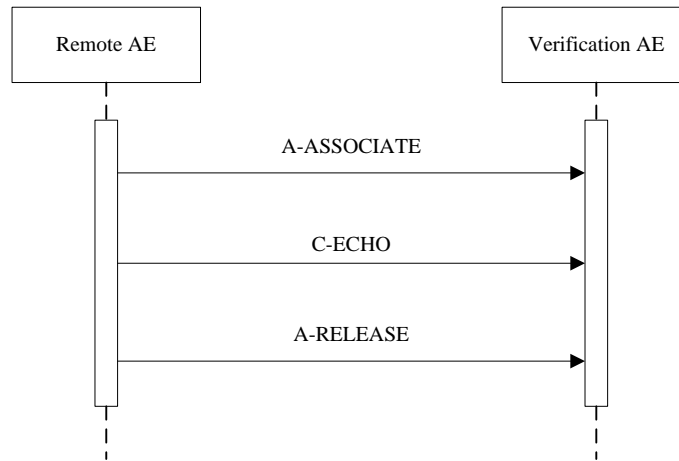 Remote AE
Verification AE
A-ASSOCIATE
C-ECHO
A-RELEASE